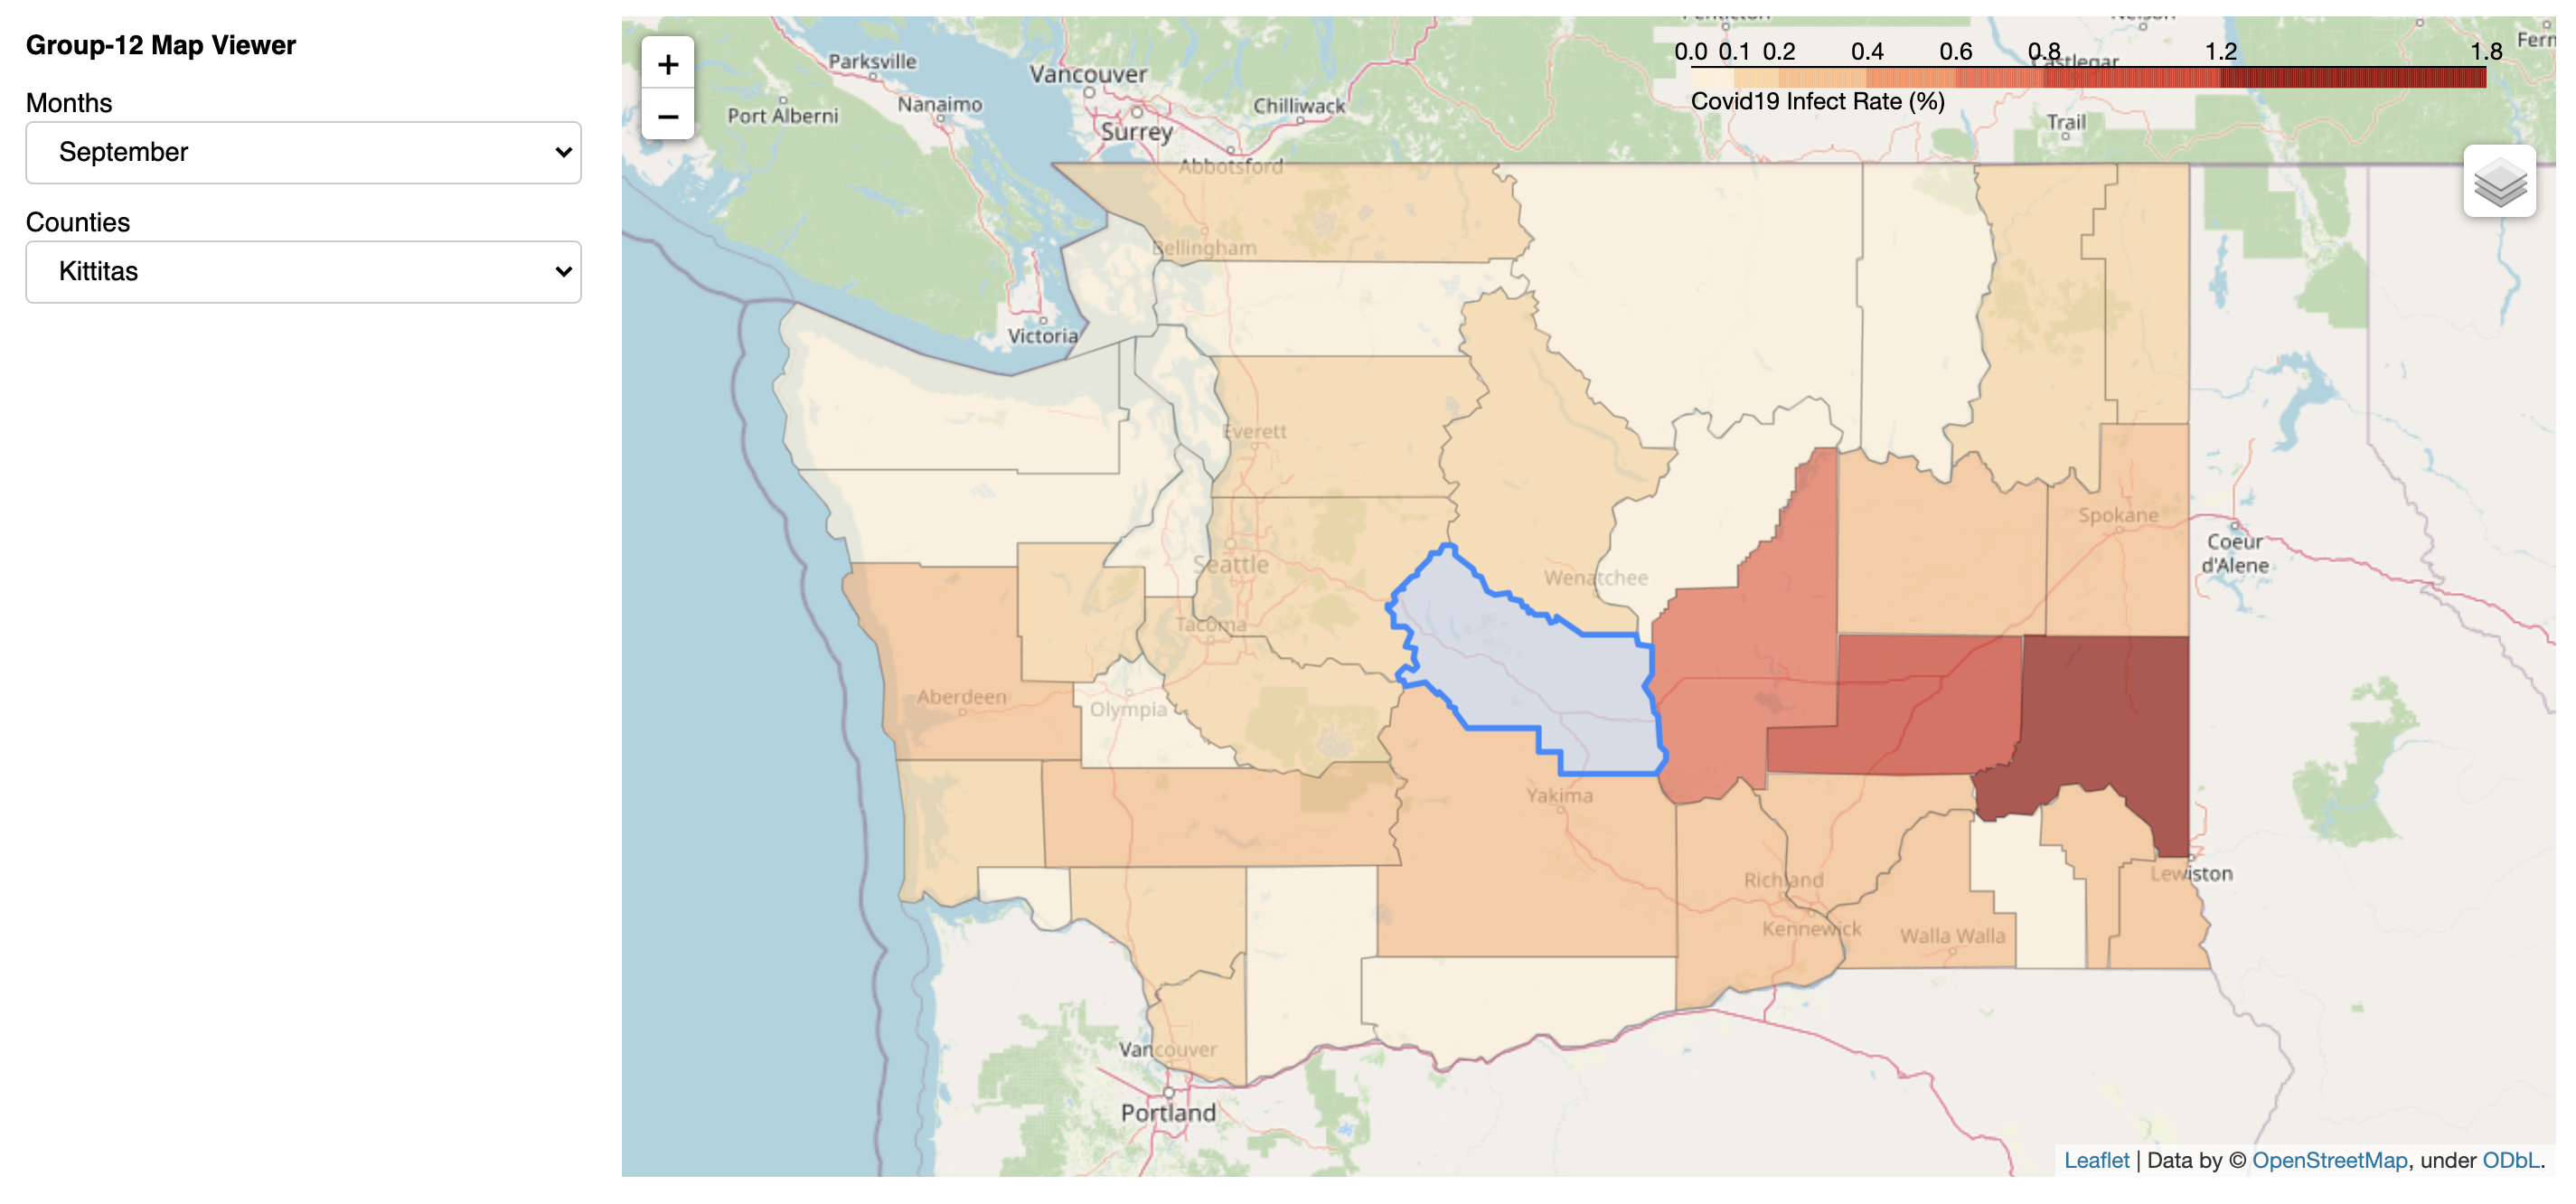 Group-12 Map Viewer
Months
September
Counties
Kittitas
+
−
Nelson
Fern
0.0 0.1 0.2 0.4 0.6 0.8 1.2 1.8
Covid19 Infect Rate (%)
Castlegar
Trail
Parksville
Vancouver
Port Alberni
Nanaimo
Chilliwack
Surrey
Abbotsford
Bellingham
Victoria
Everett
Spokane
Coeur
d'Alene
Seattle
Wenatchee
Tacoma
Aberdeen
Olympia
Yakima
Richland
Lewiston
Kennewick
Walla Walla
Vancouver
Portland
Leaflet | Data by © OpenStreetMap, under ODbL.